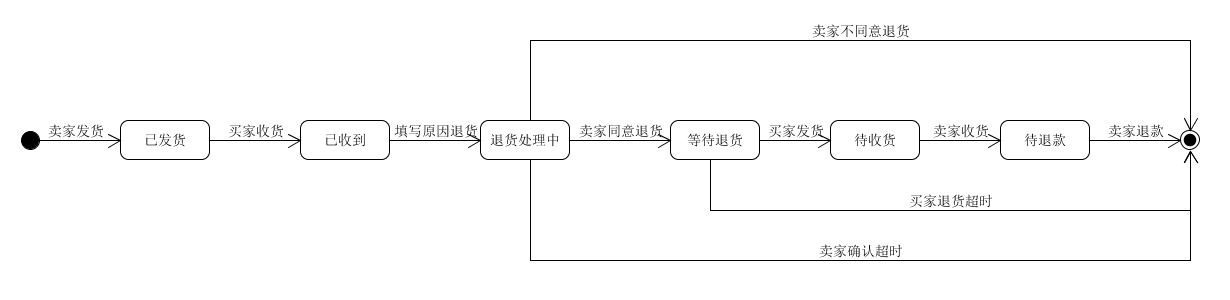 卖家不同意退货
卖家发货
已发货
买家收货
已收到
填写原因退货
退货处理中
卖家同意退货
等待退货
买家发货
待收货
卖家收货
待退款
卖家退款
买家退货超时
卖家确认超时